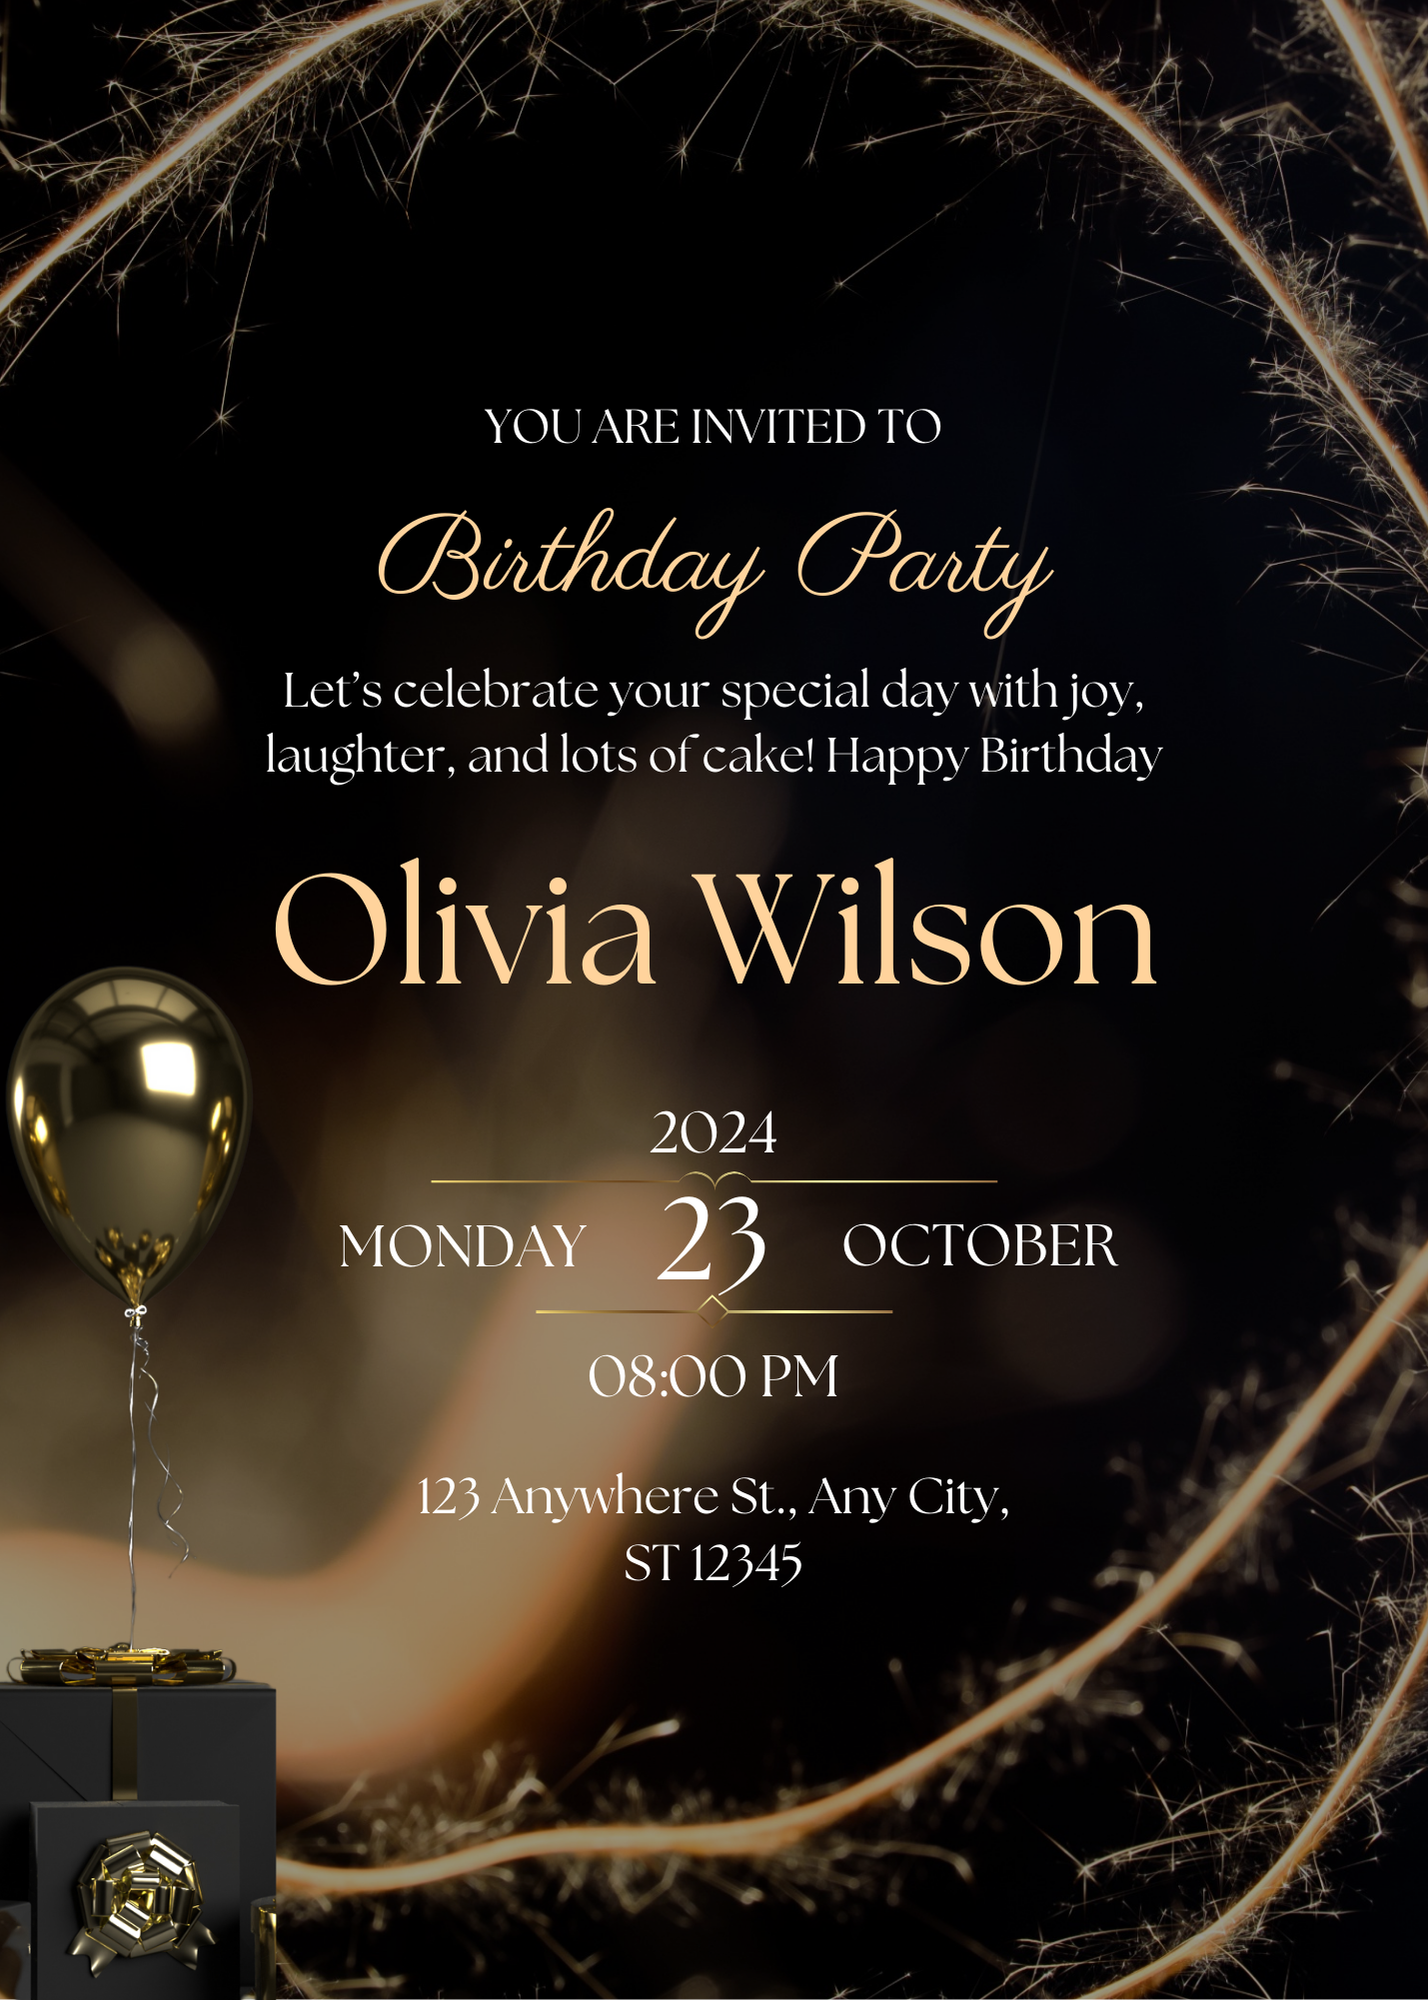 YOU ARE INVITED TO
Birthday Party
Let’s celebrate your special day with joy,
laughter, and lots of cake! Happy Birthday
Olivia Wilson
2024
MONDAY 23 OCTOBER
08:00 PM
123 Anywhere St., Any City,
ST 12345